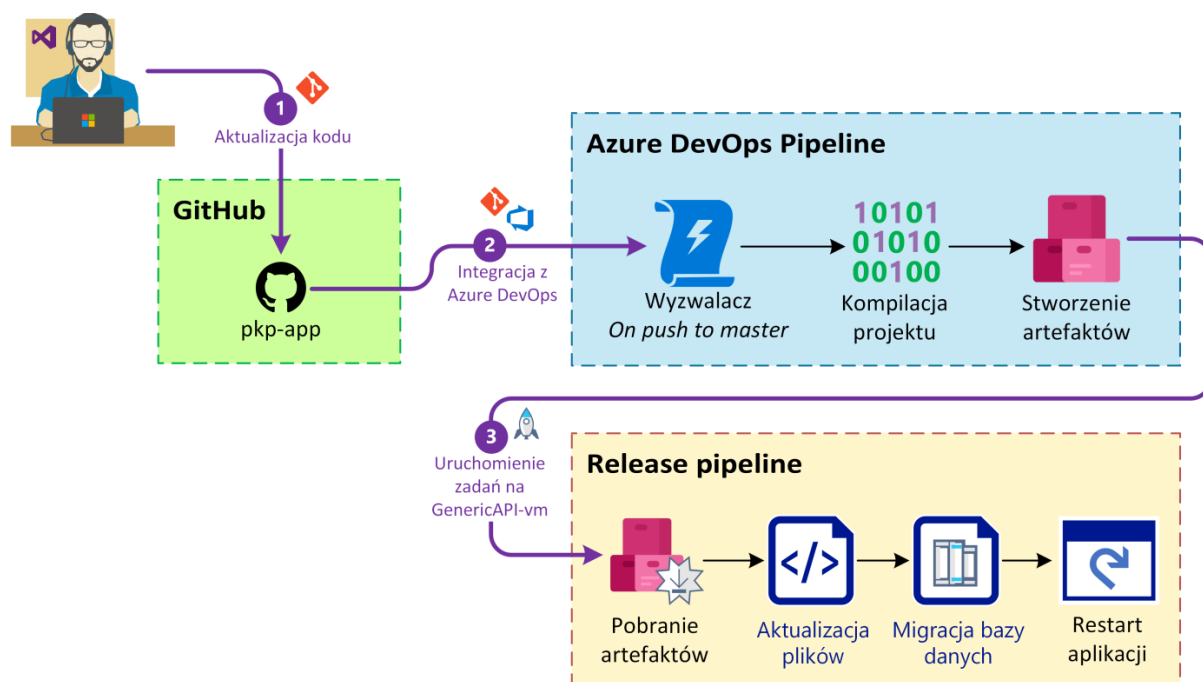 1
Aktualizacja kodu
GitHub
pkp-app
2
Integracja z
Azure DevOps
Azure DevOps Pipeline
Wyzwalacz
On push to master
10101
01010
00100
Kompilacja
projektu
Stworzenie
artefaktów
3
Uruchomienie
zadań na
GenericAPI-vm
Release pipeline
Pobranie
artefaktów
</>
Aktualizacja
plików
Migracja bazy
danych
Restart
aplikacji